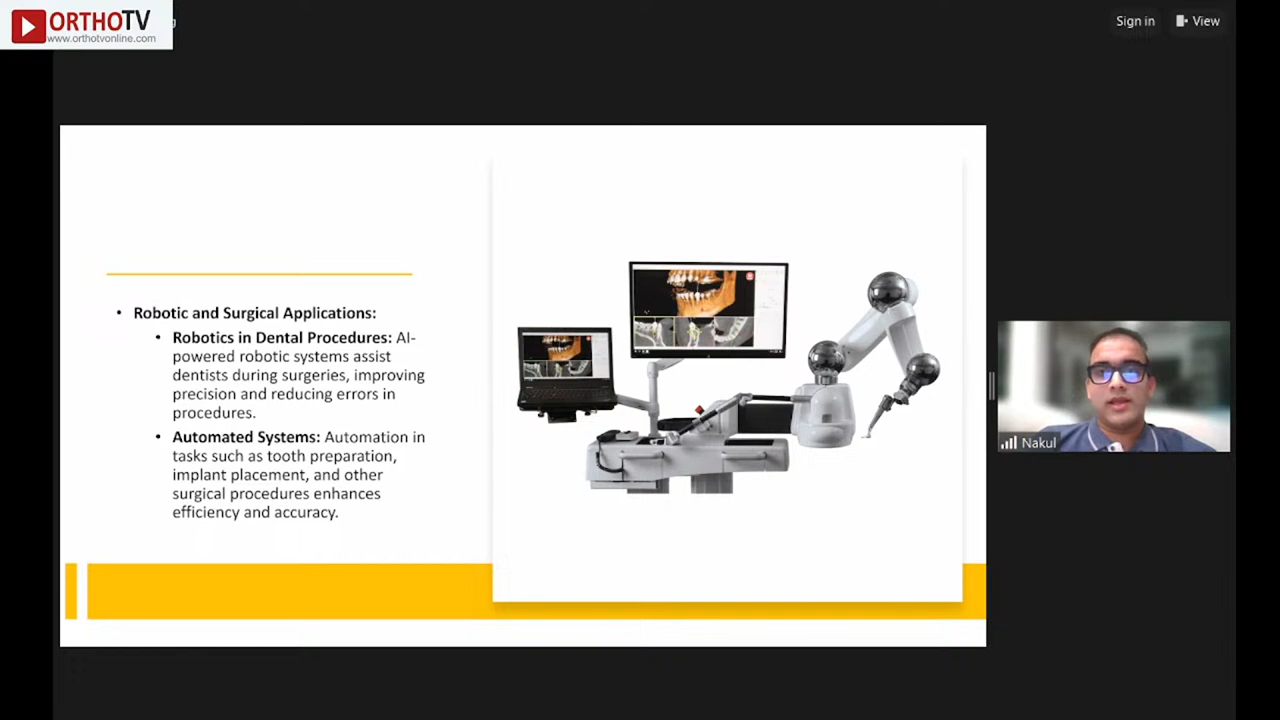 ORTHOTV
www.orthotvonline.com
Sign in
View
• Robotic and Surgical Applications:
• Robotics in Dental Procedures: AI-
powered robotic systems assist
dentists during surgeries, improving
precision and reducing errors in
procedures.
• Automated Systems: Automation in
tasks such as tooth preparation,
implant placement, and other
surgical procedures enhances
efficiency and accuracy.
Nakul